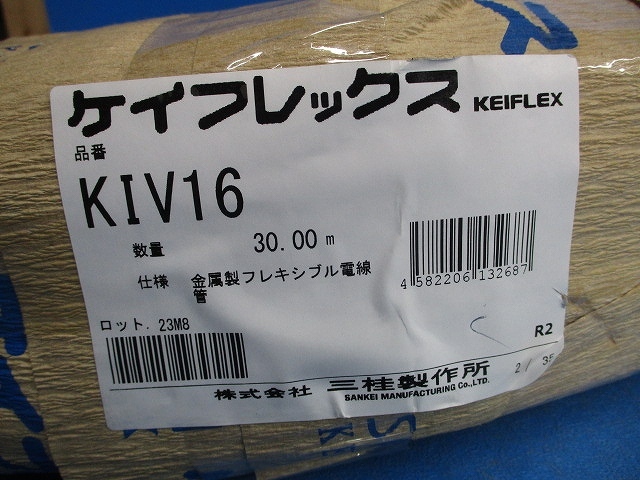 ケイフレックス KEIFLEX
品番
KIV16
数量 30.00 m
仕様 金属製フレキシブル電線
管
4 582206 132687
ロット. 23M8
R2
2/ 35
株式会社 三桂製作所
SANKEI MANUFACTURING Co.,LTD.